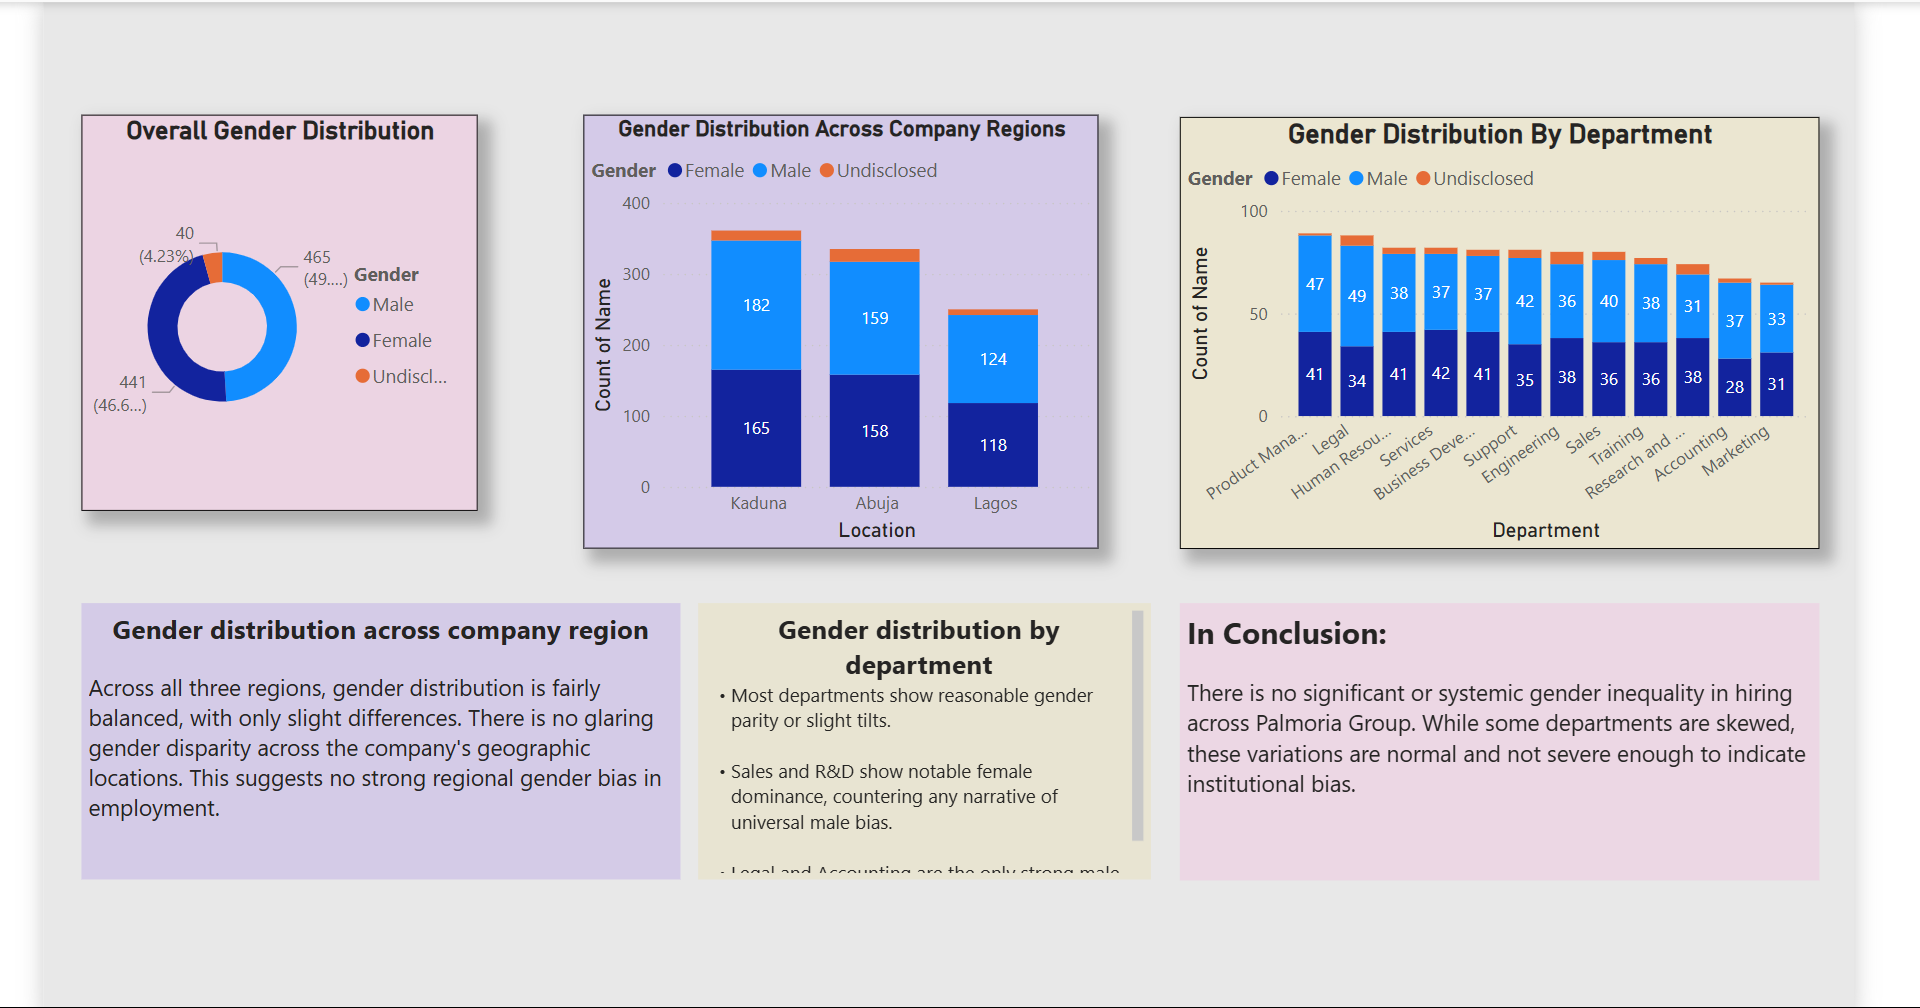 Overall Gender Distribution
40
(4.23%)
465
(49....)
441
(46.6...)
Gender
Male
Female
Undiscl...
Gender Distribution Across Company Regions
Gender Female Male Undisclosed
Count of Name
400
300
200
100
0
182
159
124
165
158
118
Kaduna Abuja Lagos
Location
Gender Distribution By Department
Gender Female Male Undisclosed
Count of Name
100
50
0
47 49 38 37 37 42 36 40 38 31 37 33
41 34 41 42 41 35 38 36 36 38 28 31
Product Mana...
Legal
Human Resou...
Services
Business Deve...
Support
Engineering
Sales
Training
Research and ...
Accounting
Marketing
Department
Gender distribution across company region
Across all three regions, gender distribution is fairly
balanced, with only slight differences. There is no glaring
gender disparity across the company's geographic
locations. This suggests no strong regional gender bias in
employment.
Gender distribution by
department
• Most departments show reasonable gender
parity or slight tilts.
• Sales and R&D show notable female
dominance, countering any narrative of
universal male bias.
• Legal and Accounting are the only strong male
In Conclusion:
There is no significant or systemic gender inequality in hiring
across Palmoria Group. While some departments are skewed,
these variations are normal and not severe enough to indicate
institutional bias.